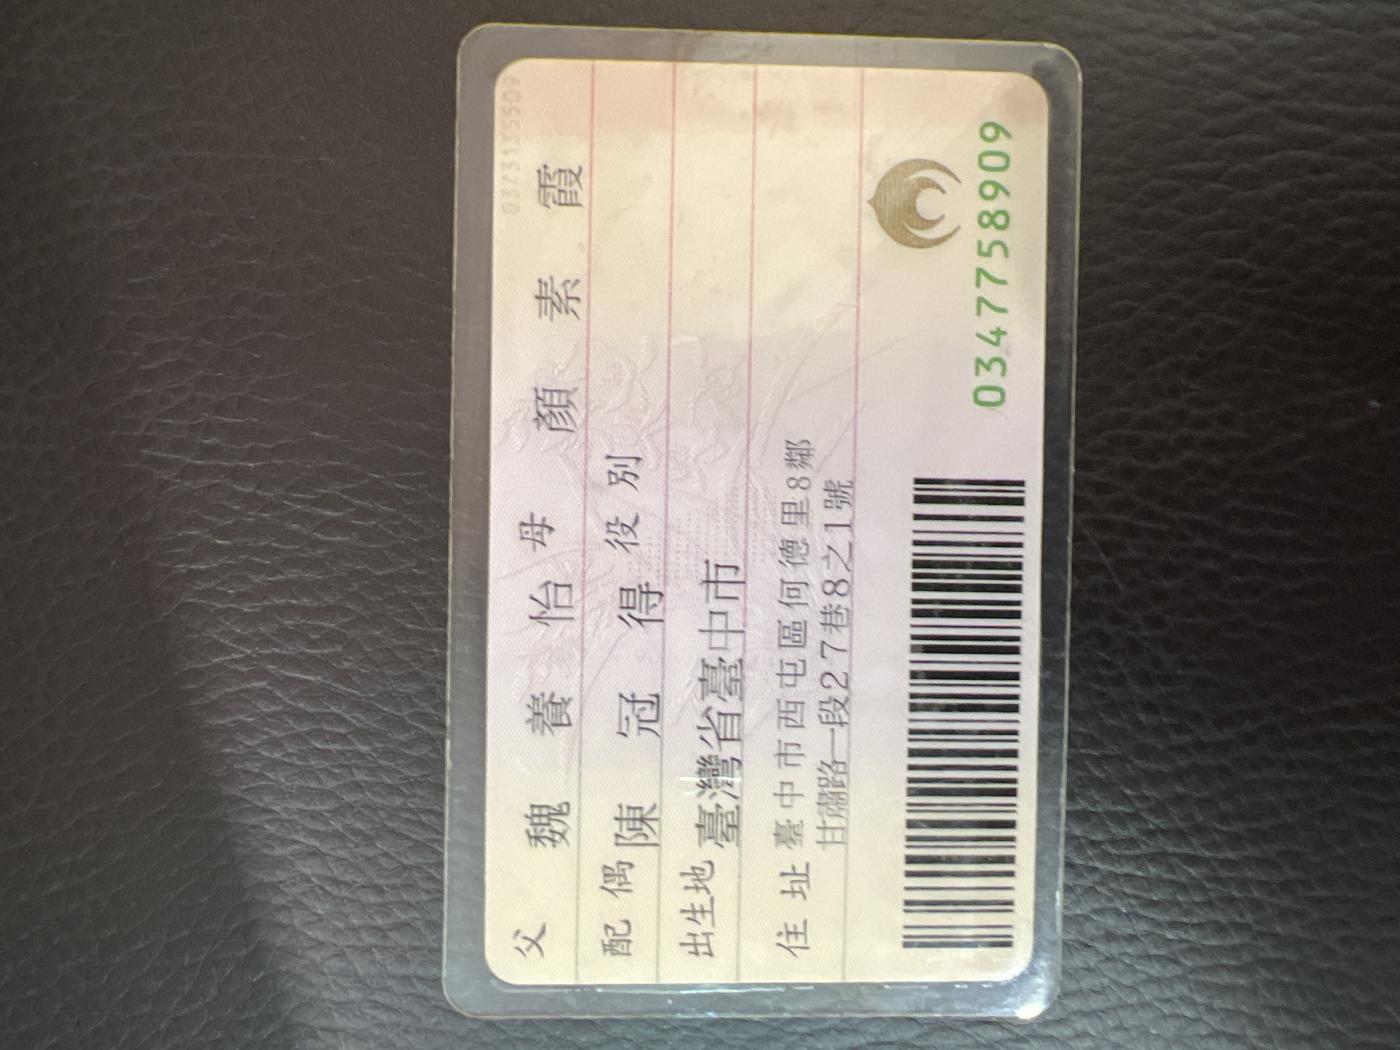 父 魏養怡 母 顏素霞
配偶 陳冠得 役別
出生地 臺灣省臺中市
住址 臺中市西屯區何德里8鄰
甘肅路一段27巷8之1號
0347758909